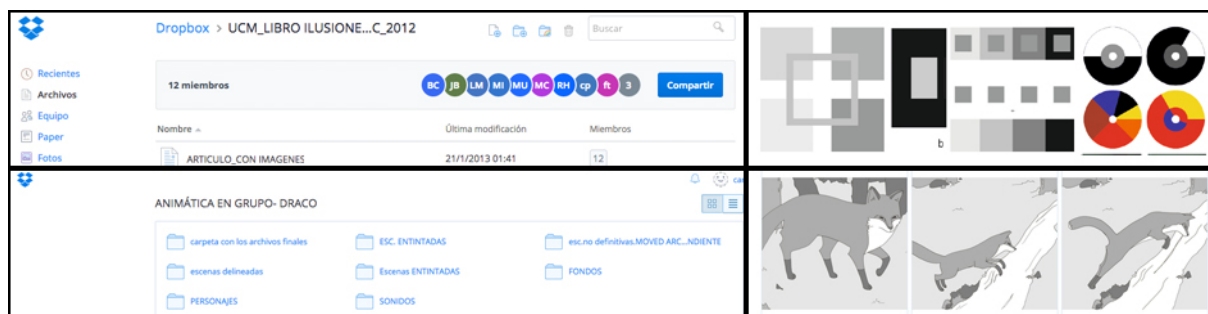 Dropbox > UCM_LIBRO ILUSIONE...C_2012
Buscar
Recientes
Archivos
Equipo
Paper
Fotos
12 miembros
BC JB LM MI MU MC RH cp ft 3
Compartir
Nombre
Última modificación
Miembros
ARTICULO_CON IMAGENES
21/1/2013 01:41
12
b
ANIMÁTICA EN GRUPO- DRACO
carpeta con los archivos finales
ESC. ENTINTADAS
esc.no definitivas.MOVED ARC...NDIENTE
escenas delineadas
Escenas ENTINTADAS
FONDOS
PERSONAJES
SONIDOS